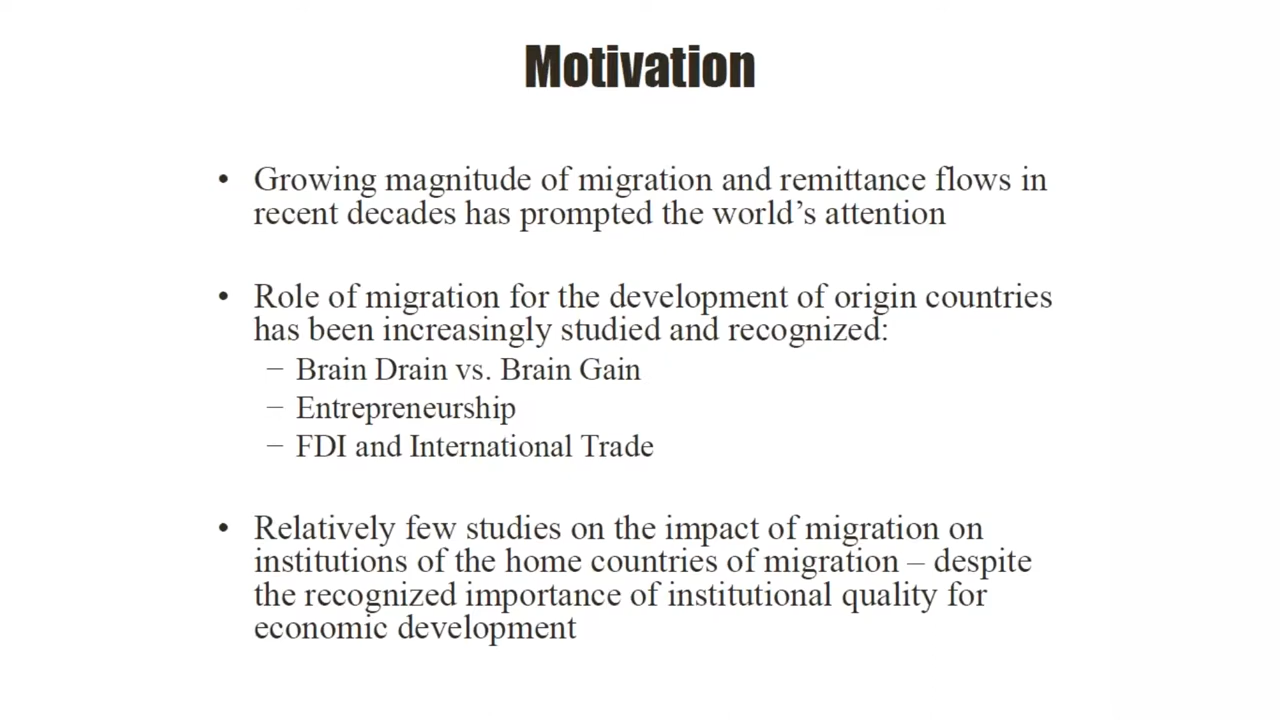 Motivation
• Growing magnitude of migration and remittance flows in
recent decades has prompted the world’s attention
• Role of migration for the development of origin countries
has been increasingly studied and recognized:
– Brain Drain vs. Brain Gain
– Entrepreneurship
– FDI and International Trade
• Relatively few studies on the impact of migration on
institutions of the home countries of migration – despite
the recognized importance of institutional quality for
economic development